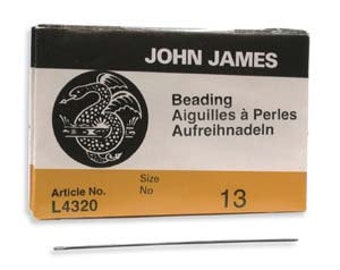 JOHN JAMES
Beading
Aiguilles à Perles
Aufreihnadeln
Article No.
L4320
Size
No
13